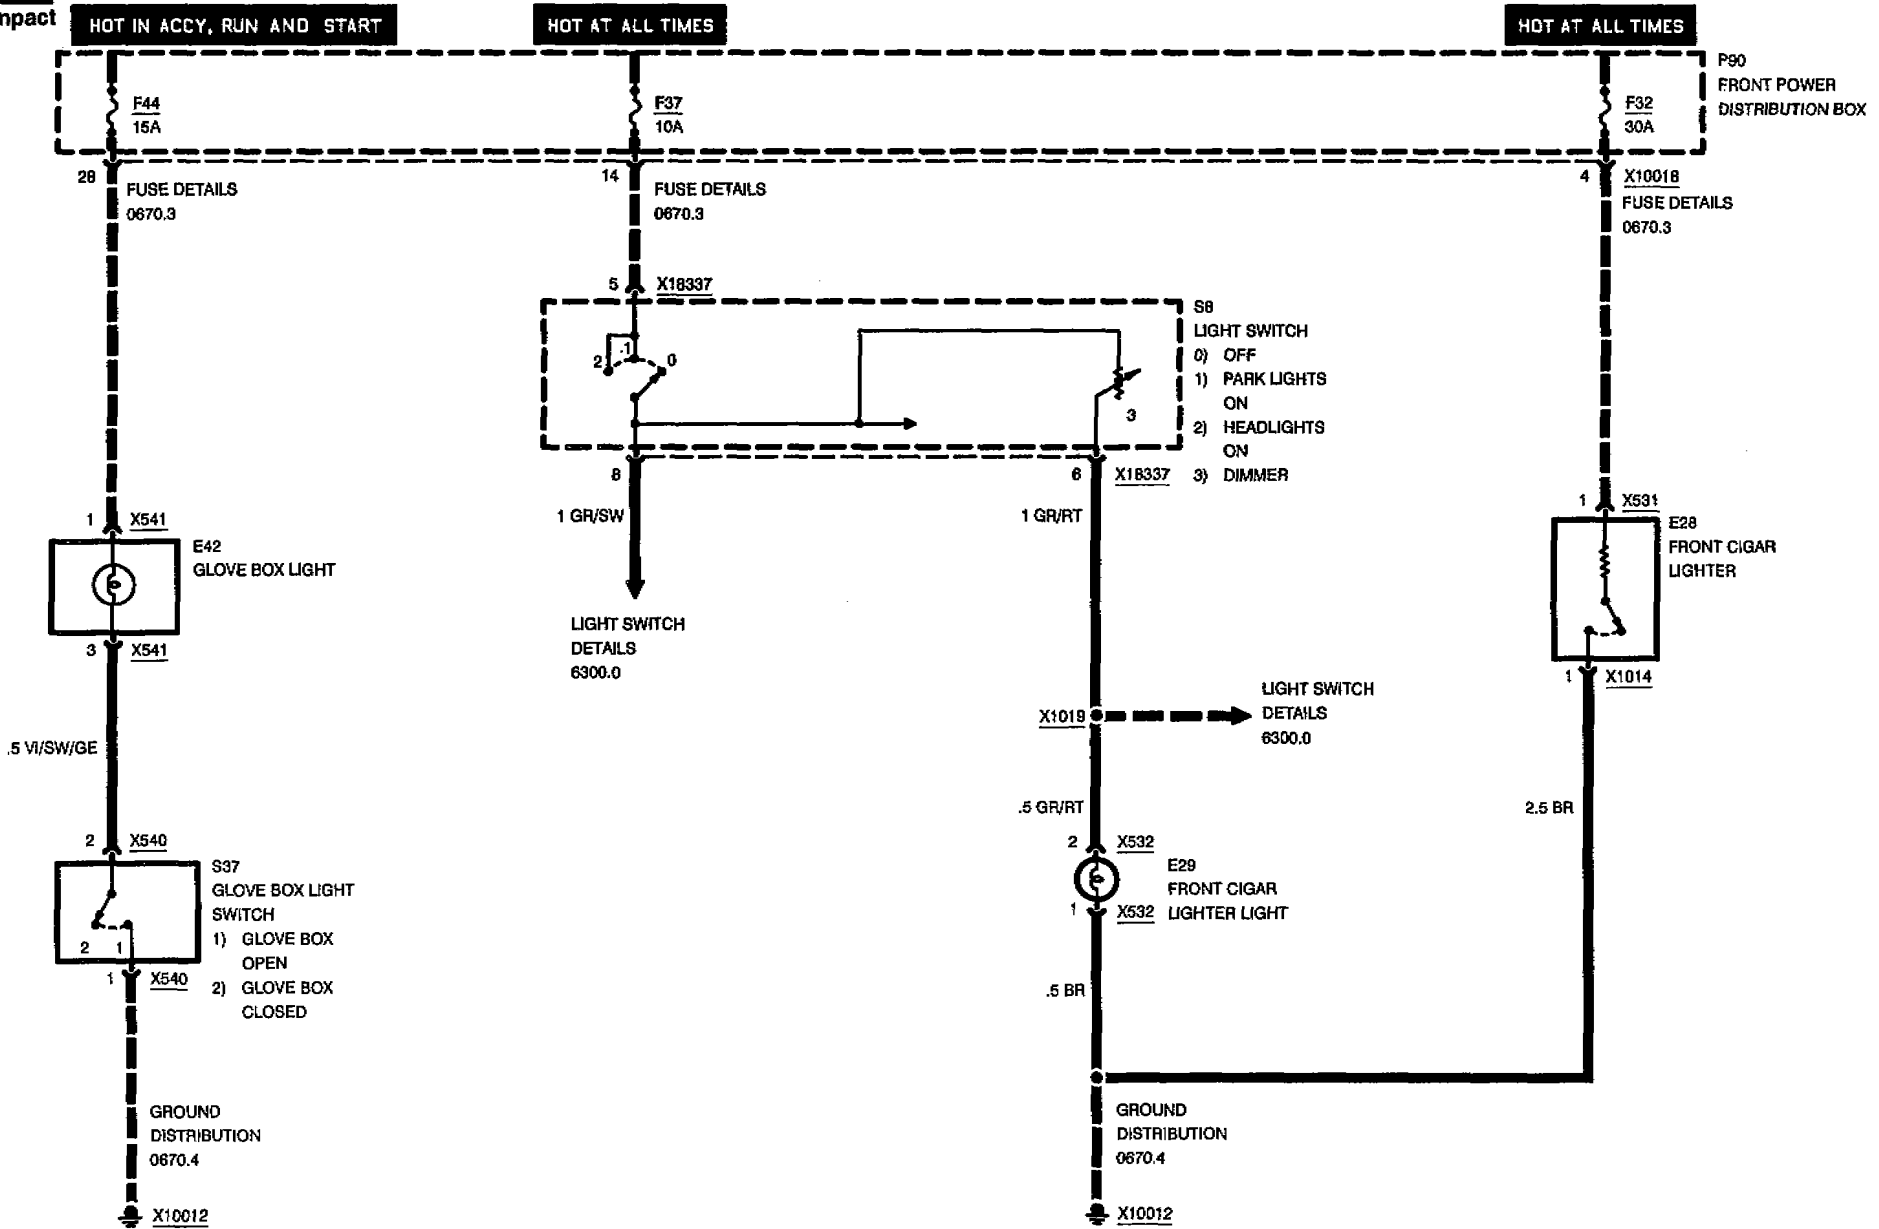 mpact
HOT IN ACCY, RUN AND START
HOT AT ALL TIMES
HOT AT ALL TIMES
P90
FRONT POWER
DISTRIBUTION BOX
F44
15A
F37
10A
F32
30A
28
FUSE DETAILS
0670.3
14
FUSE DETAILS
0670.3
4
X10018
FUSE DETAILS
0670.3
5
X18337
S8
LIGHT SWITCH
0) OFF
1) PARK LIGHTS
ON
2) HEADLIGHTS
ON
3) DIMMER
2
1
0
3
8
6
X18337
1 GR/SW
1 GR/RT
LIGHT SWITCH
DETAILS
6300.0
1
X541
E42
GLOVE BOX LIGHT
3
X541
1
X531
E28
FRONT CIGAR
LIGHTER
1
X1014
X1019
LIGHT SWITCH
DETAILS
6300.0
.5 VI/SW/GE
.5 GR/RT
2.5 BR
2
X540
S37
GLOVE BOX LIGHT
SWITCH
1) GLOVE BOX
OPEN
2) GLOVE BOX
CLOSED
2
1
1
X540
2
X532
E29
FRONT CIGAR
LIGHTER LIGHT
1
X532
.5 BR
GROUND
DISTRIBUTION
0670.4
X10012
GROUND
DISTRIBUTION
0670.4
X10012